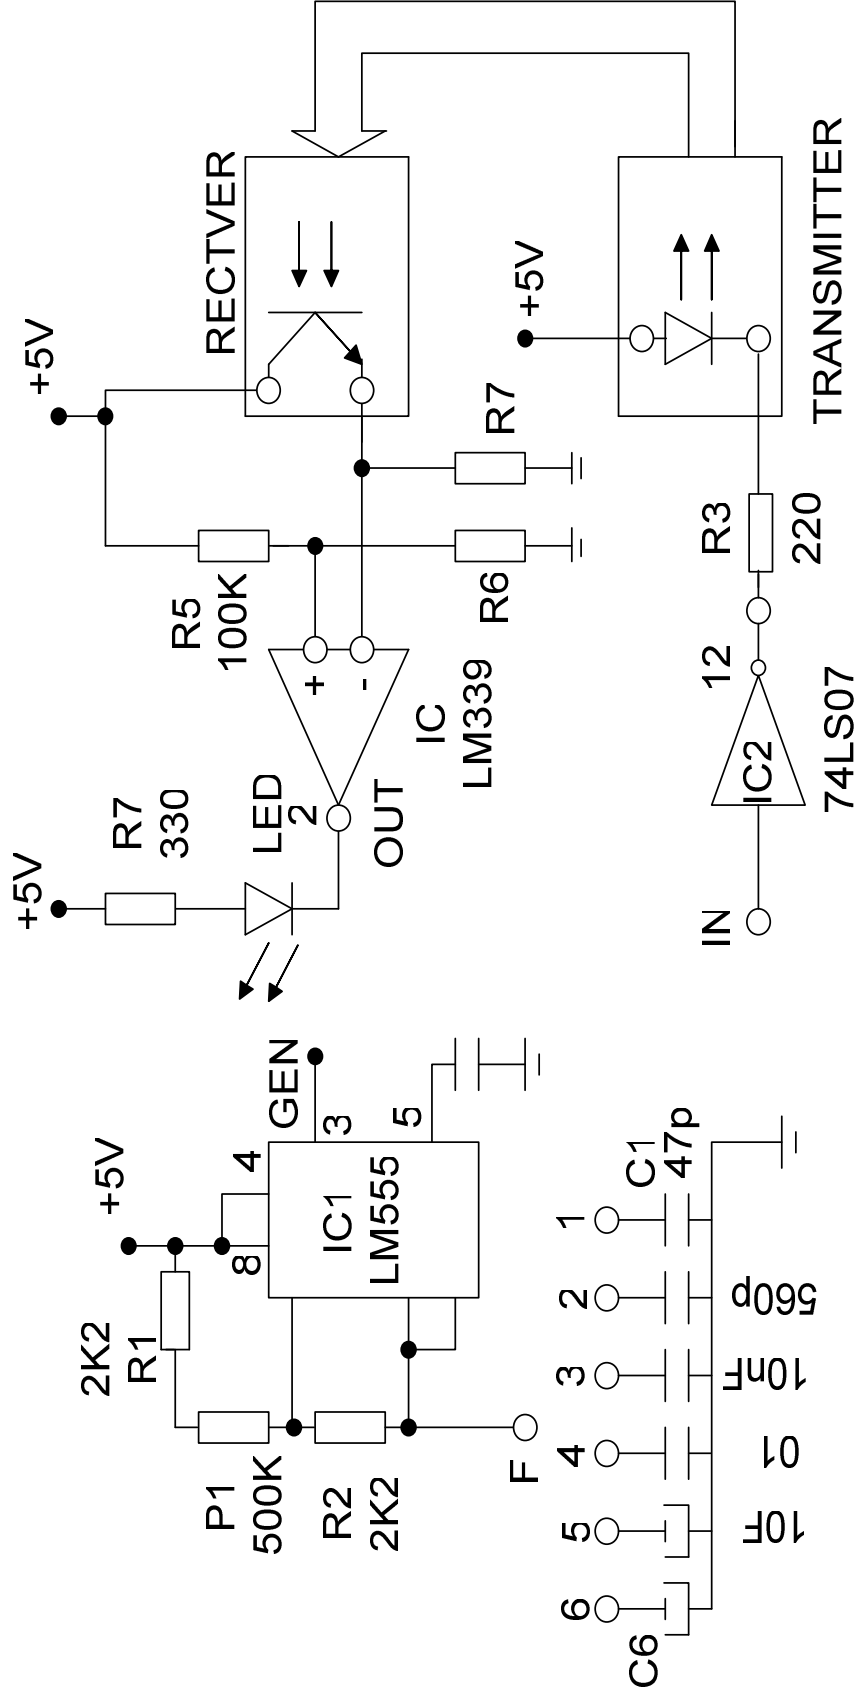 +5V
RECTVER
+5V
TRANSMITTER
R7
R5
100K
R6
R3
220
+
-
IC
LM339
12
IC2
74LS07
+5V
R7
330
LED
2
OUT
IN
GEN
3
5
+5V
4
8
IC1
LM555
2K2
R1
P1
500K
R2
2K2
F
1
C1
47p
2
560p
3
10nF
4
01
5
10F
6
C6